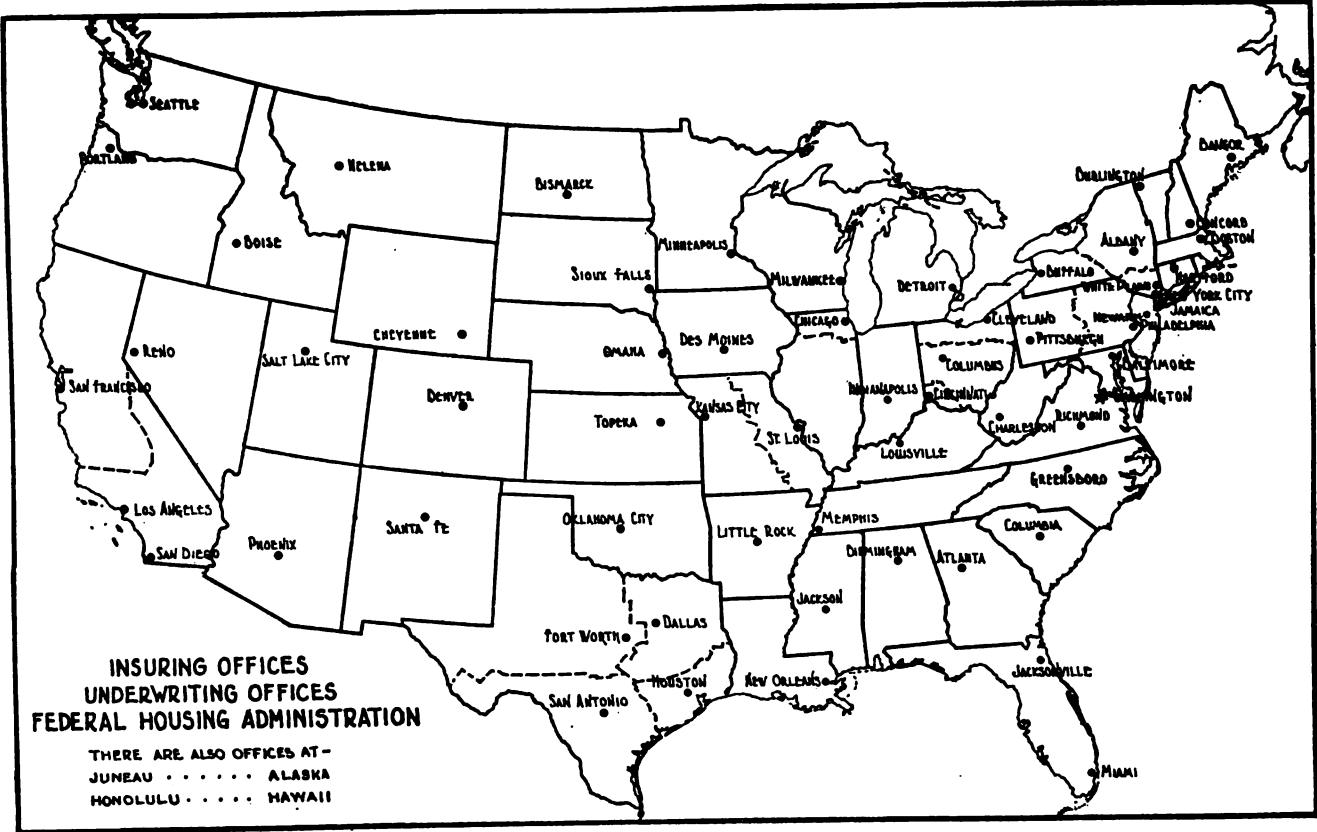 SEATTLE
PORTLAND
HELENA
BISMARCK
BURLINGTON
BANGOR
BOISE
MINNEAPOLIS
CONCORD
BOSTON
ALBANY
SIOUX FALLS
MILWAUKEE
DETROIT
BUFFALO
HARTFORD
WHITE PLAINS
NEW YORK CITY
JAMAICA
NEWARK
PHILADELPHIA
CHEYENNE
CHICAGO
CLEVELAND
PITTSBURGH
RENO
SALT LAKE CITY
OMAHA
DES MOINES
COLUMBUS
BALTIMORE
SAN FRANCISCO
DENVER
INDIANAPOLIS
CINCINNATI
WASHINGTON
TOPEKA
KANSAS CITY
ST. LOUIS
LOUISVILLE
CHARLESTON
RICHMOND
GREENSBORO
LOS ANGELES
SAN DIEGO
PHOENIX
SANTA FE
OKLAHOMA CITY
LITTLE ROCK
MEMPHIS
BIRMINGHAM
ATLANTA
COLUMBIA
JACKSON
FORT WORTH
DALLAS
HOUSTON
SAN ANTONIO
NEW ORLEANS
JACKSONVILLE
MIAMI
INSURING OFFICES
UNDERWRITING OFFICES
FEDERAL HOUSING ADMINISTRATION
THERE ARE ALSO OFFICES AT-
JUNEAU · · · · · · ALASKA
HONOLULU · · · · · HAWAII